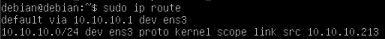 debian@debian:~$ sudo ip route
default via 10.10.10.1 dev ens3
10.10.10.0/24 dev ens3 proto kernel scope link src 10.10.10.213